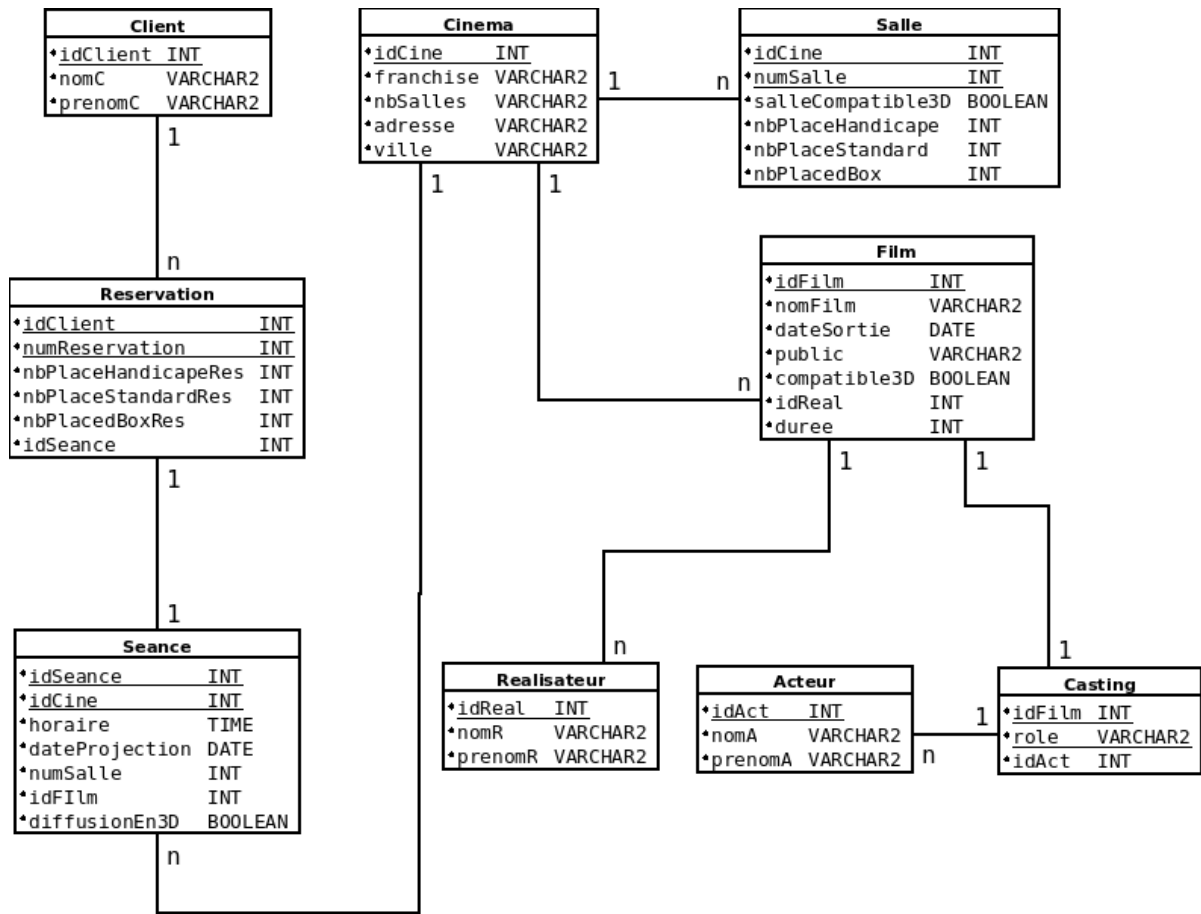 Client
idClient INT
nomC VARCHAR2
prenomC VARCHAR2
1
n
Cinema
idCine INT
franchise VARCHAR2
nbSalles VARCHAR2
adresse VARCHAR2
ville VARCHAR2
1
n
1
1
Salle
idCine INT
numSalle INT
salleCompatible3D BOOLEAN
nbPlaceHandicape INT
nbPlaceStandard INT
nbPlacedBox INT
Reservation
idClient INT
numReservation INT
nbPlaceHandicapeRes INT
nbPlaceStandardRes INT
nbPlacedBoxRes INT
idSeance INT
1
1
Film
idFilm INT
nomFilm VARCHAR2
dateSortie DATE
public VARCHAR2
compatible3D BOOLEAN
idReal INT
duree INT
n
1
1
Seance
idSeance INT
idCine INT
horaire TIME
dateProjection DATE
numSalle INT
idFIlm INT
diffusionEn3D BOOLEAN
n
n
Realisateur
idReal INT
nomR VARCHAR2
prenomR VARCHAR2
Acteur
idAct INT
nomA VARCHAR2
prenomA VARCHAR2
n
1
1
Casting
idFilm INT
role VARCHAR2
idAct INT